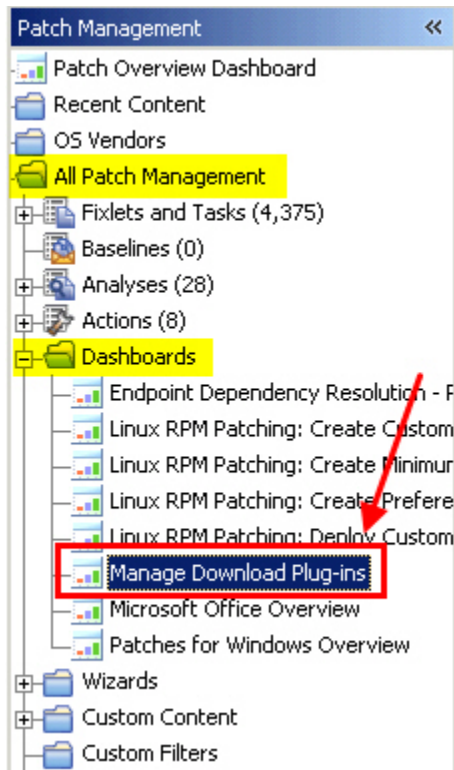 Patch Management «
Patch Overview Dashboard
Recent Content
OS Vendors
All Patch Management
Fixlets and Tasks (4,375)
Baselines (0)
Analyses (28)
Actions (8)
Dashboards
Endpoint Dependency Resolution -
Linux RPM Patching: Create Custom
Linux RPM Patching: Create Minimum
Linux RPM Patching: Create Prefere
Linux RPM Patching: Deploy Custom
Manage Download Plug-ins
Microsoft Office Overview
Patches for Windows Overview
Wizards
Custom Content
Custom Filters